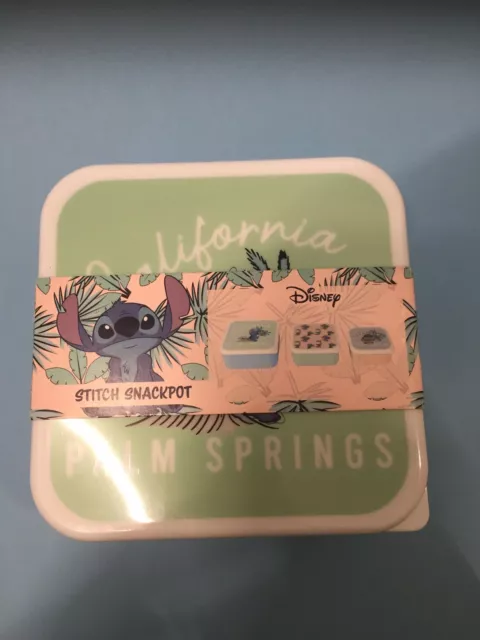 California
Disney
STITCH SNACKPOT
PALM SPRINGS